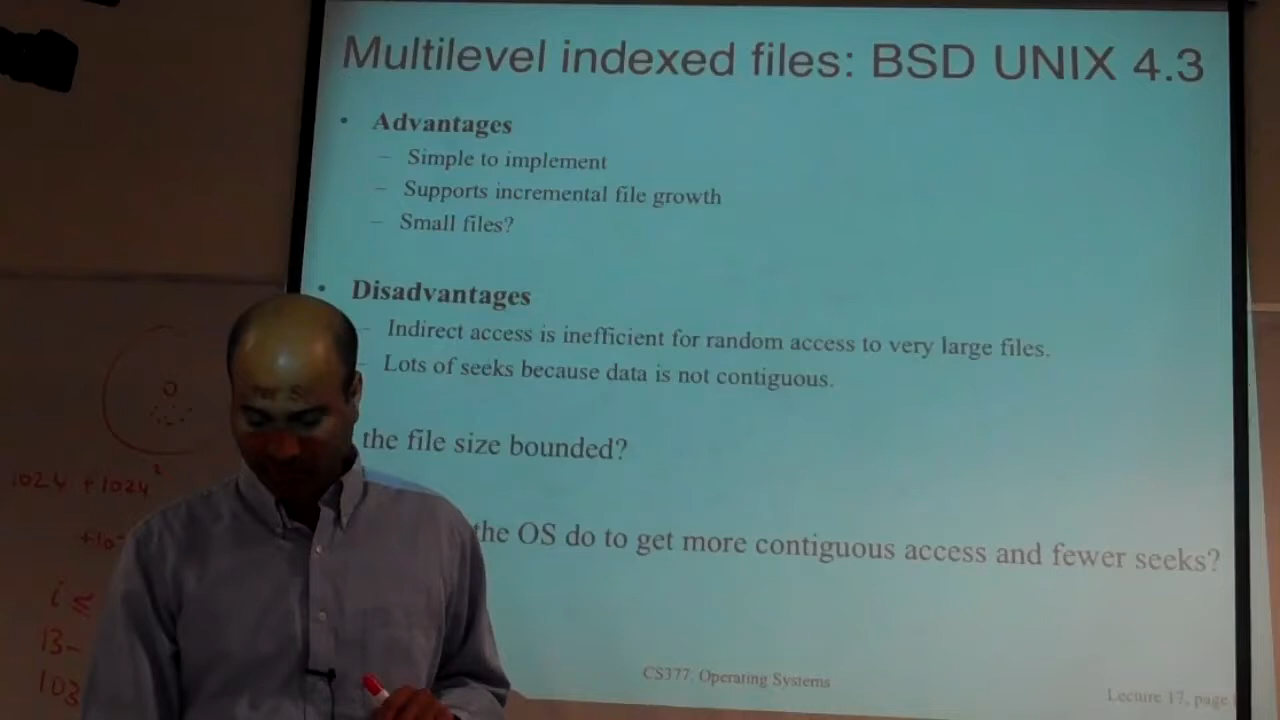 Multilevel indexed files: BSD UNIX 4.3
• Advantages
– Simple to implement
– Supports incremental file growth
– Small files?
• Disadvantages
– Indirect access is inefficient for random access to very large files.
– Lots of seeks because data is not contiguous.
the file size bounded?
the OS do to get more contiguous access and fewer seeks?
CS377, Operating Systems
Lecture 17, page
1024 + 1024²
13-